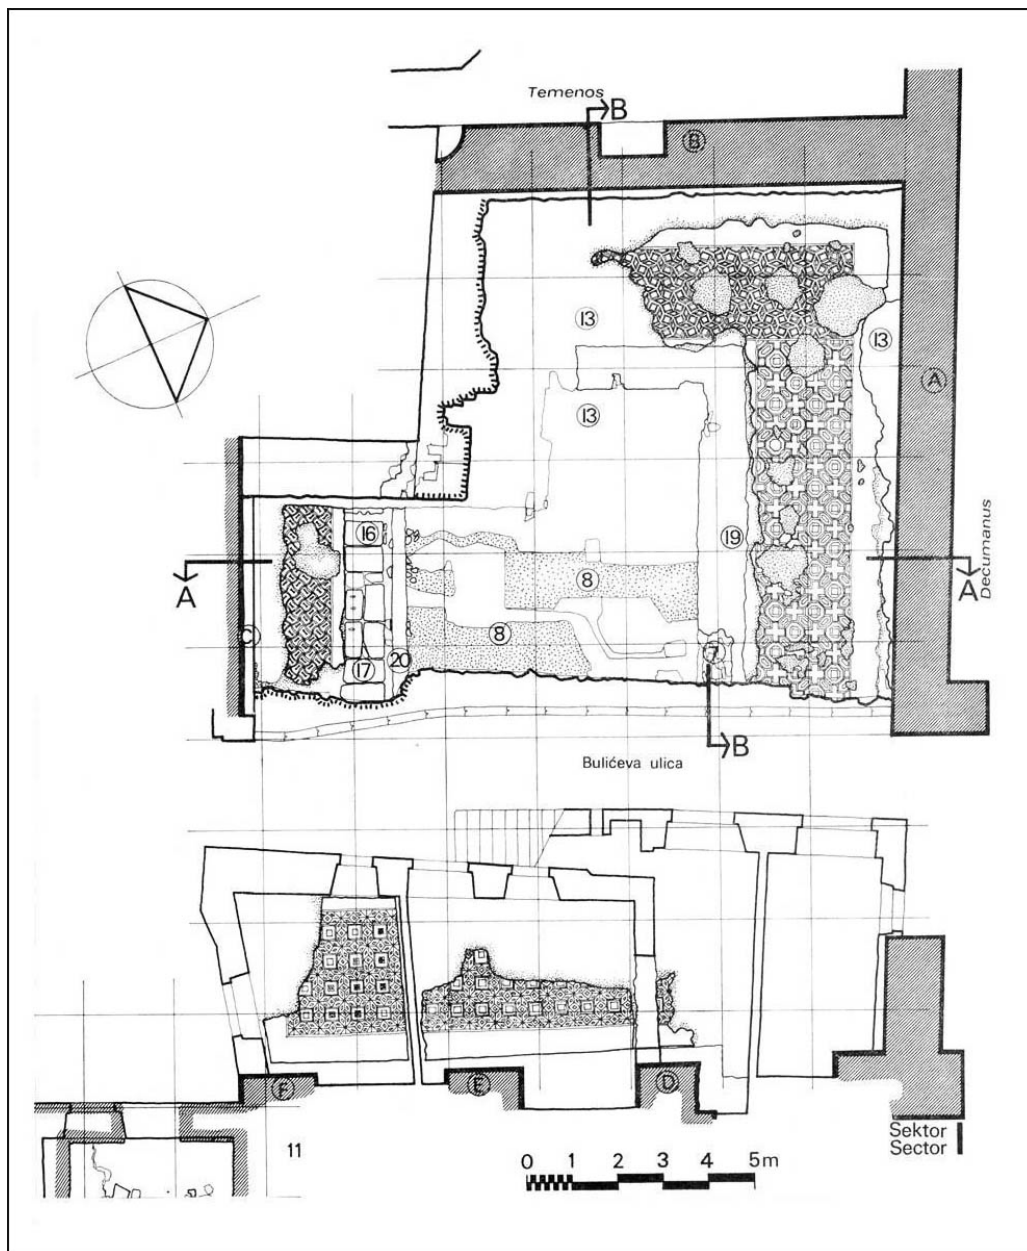 Temenos
B
B
13
13
13
A
16
19
8
A
A
Decumanus
C
8
17
20
7
B
Bulićeva ulica
F
E
D
11
Sektor I
Sector
0 1 2 3 4 5m